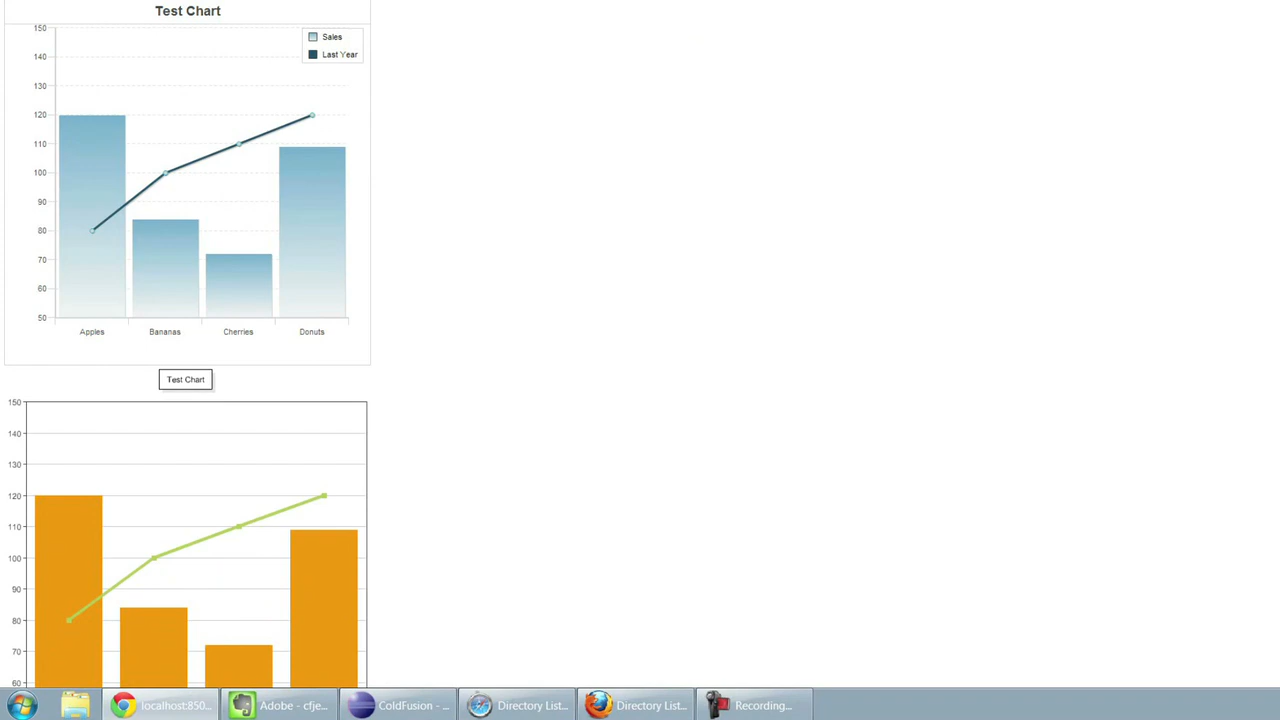 Test Chart
150
Sales
140
Last Year
130
120
110
100
90
80
70
60
50
Apples Bananas Cherries Donuts
Test Chart
150
140
130
120
110
100
90
80
70
60
localhost:850...
Adobe - cfje...
ColdFusion - ...
Directory List...
Directory List...
Recording...